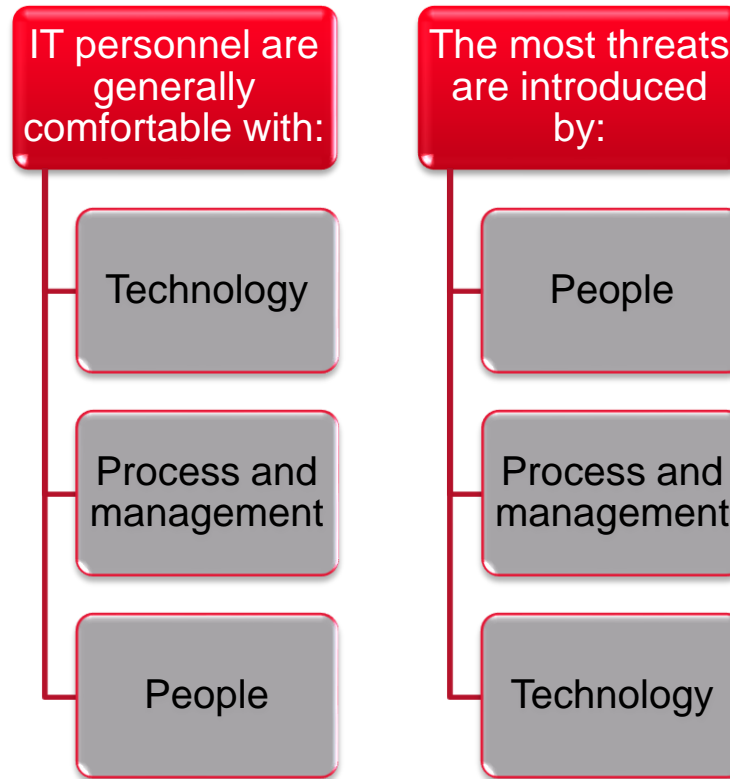 IT personnel are
generally
comfortable with:
Technology
Process and
management
People
The most threats
are introduced
by:
People
Process and
management
Technology